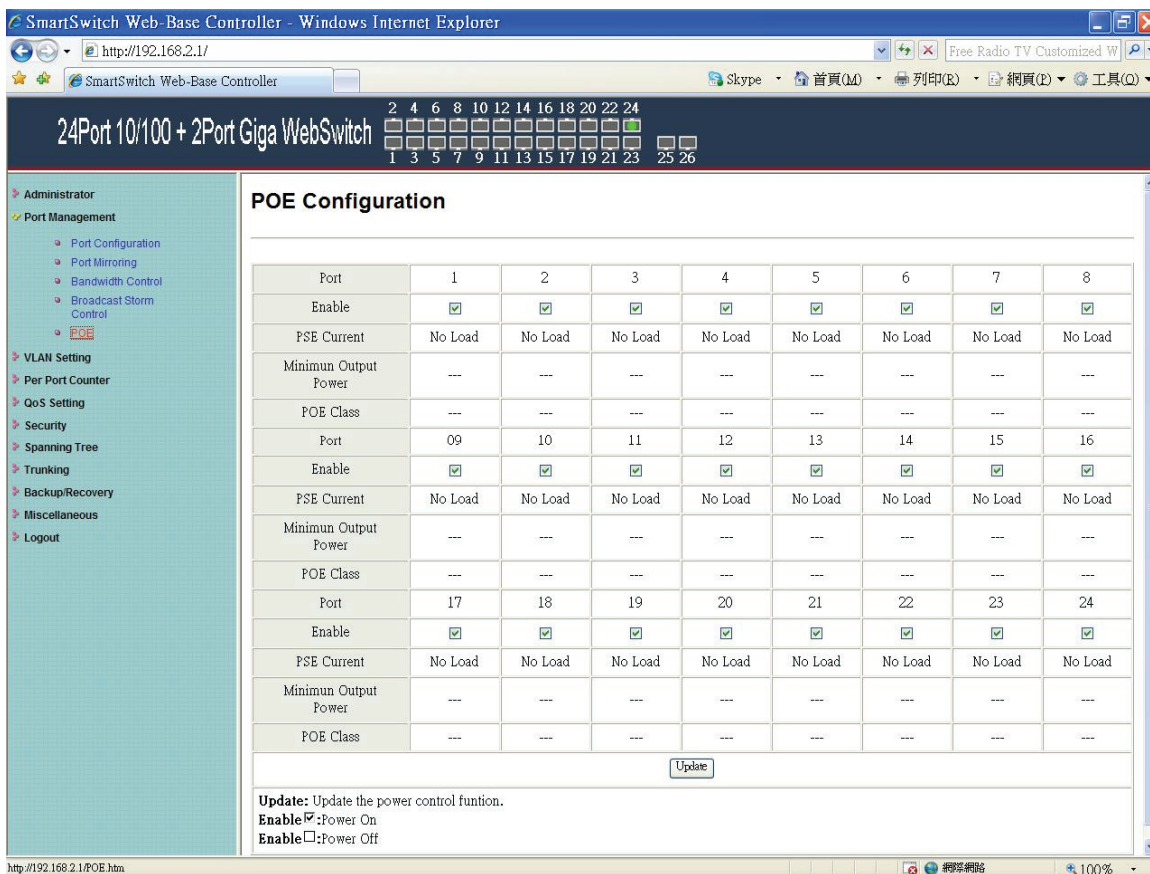 SmartSwitch Web-Base Controller - Windows Internet Explorer
http://192.168.2.1/
Free Radio TV Customized W
SmartSwitch Web-Base Controller
Skype 首頁(M) 列印(R) 網頁(P) 工具(O)
24Port 10/100 + 2Port Giga WebSwitch
2 4 6 8 10 12 14 16 18 20 22 24
1 3 5 7 9 11 13 15 17 19 21 23 25 26
Administrator
Port Management
Port Configuration
Port Mirroring
Bandwidth Control
Broadcast Storm
Control
POE
VLAN Setting
Per Port Counter
QoS Setting
Security
Spanning Tree
Trunking
Backup/Recovery
Miscellaneous
Logout
POE Configuration
Port 1 2 3 4 5 6 7 8
Enable
PSE Current No Load No Load No Load No Load No Load No Load No Load No Load
Minimun Output
Power --- --- --- --- --- --- --- ---
POE Class --- --- --- --- --- --- --- ---
Port 09 10 11 12 13 14 15 16
Enable
PSE Current No Load No Load No Load No Load No Load No Load No Load No Load
Minimun Output
Power --- --- --- --- --- --- --- ---
POE Class --- --- --- --- --- --- --- ---
Port 17 18 19 20 21 22 23 24
Enable
PSE Current No Load No Load No Load No Load No Load No Load No Load No Load
Minimun Output
Power --- --- --- --- --- --- --- ---
POE Class --- --- --- --- --- --- --- ---
Update
Update: Update the power control funtion.
Enable☑:Power On
Enable☐:Power Off
http://192.168.2.1/POE.htm 網際網路 100%